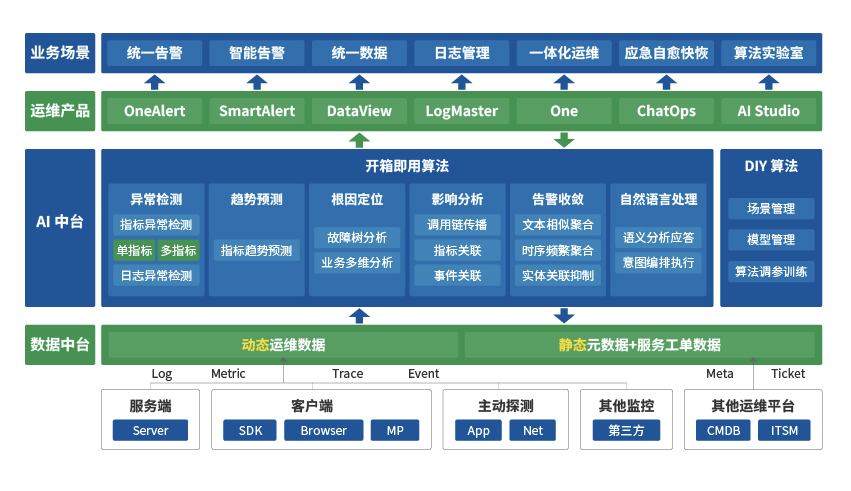 业务场景
统一告警
智能告警
统一数据
日志管理
一体化运维
应急自愈快恢
算法实验室
运维产品
OneAlert
SmartAlert
DataView
LogMaster
One
ChatOps
AI Studio
AI 中台
开箱即用算法
异常检测
指标异常检测
单指标
多指标
日志异常检测
趋势预测
指标趋势预测
根因定位
故障树分析
业务多维分析
影响分析
调用链传播
指标关联
事件关联
告警收敛
文本相似聚合
时序频繁聚合
实体关联抑制
自然语言处理
语义分析应答
意图编排执行
DIY 算法
场景管理
模型管理
算法调参训练
数据中台
动态运维数据
静态元数据+服务工单数据
Log
Metric
Trace
Event
Meta
Ticket
服务端
Server
客户端
SDK
Browser
MP
主动探测
App
Net
其他监控
第三方
其他运维平台
CMDB
ITSM